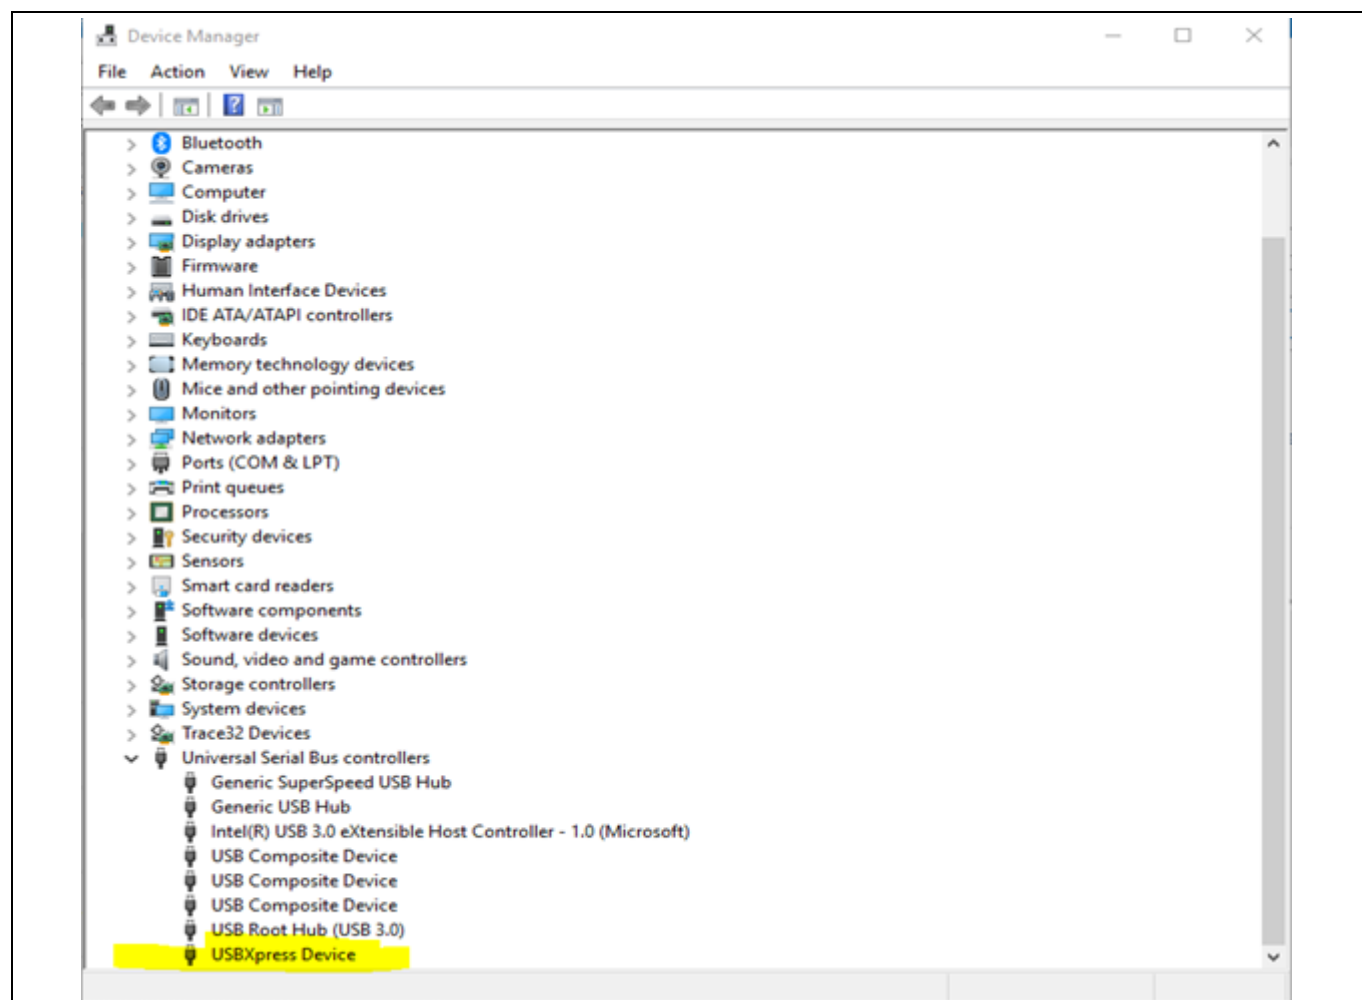 Device Manager
File Action View Help
Bluetooth
Cameras
Computer
Disk drives
Display adapters
Firmware
Human Interface Devices
IDE ATA/ATAPI controllers
Keyboards
Memory technology devices
Mice and other pointing devices
Monitors
Network adapters
Ports (COM & LPT)
Print queues
Processors
Security devices
Sensors
Smart card readers
Software components
Software devices
Sound, video and game controllers
Storage controllers
System devices
Trace32 Devices
Universal Serial Bus controllers
Generic SuperSpeed USB Hub
Generic USB Hub
Intel(R) USB 3.0 eXtensible Host Controller - 1.0 (Microsoft)
USB Composite Device
USB Composite Device
USB Composite Device
USB Root Hub (USB 3.0)
USBXpress Device